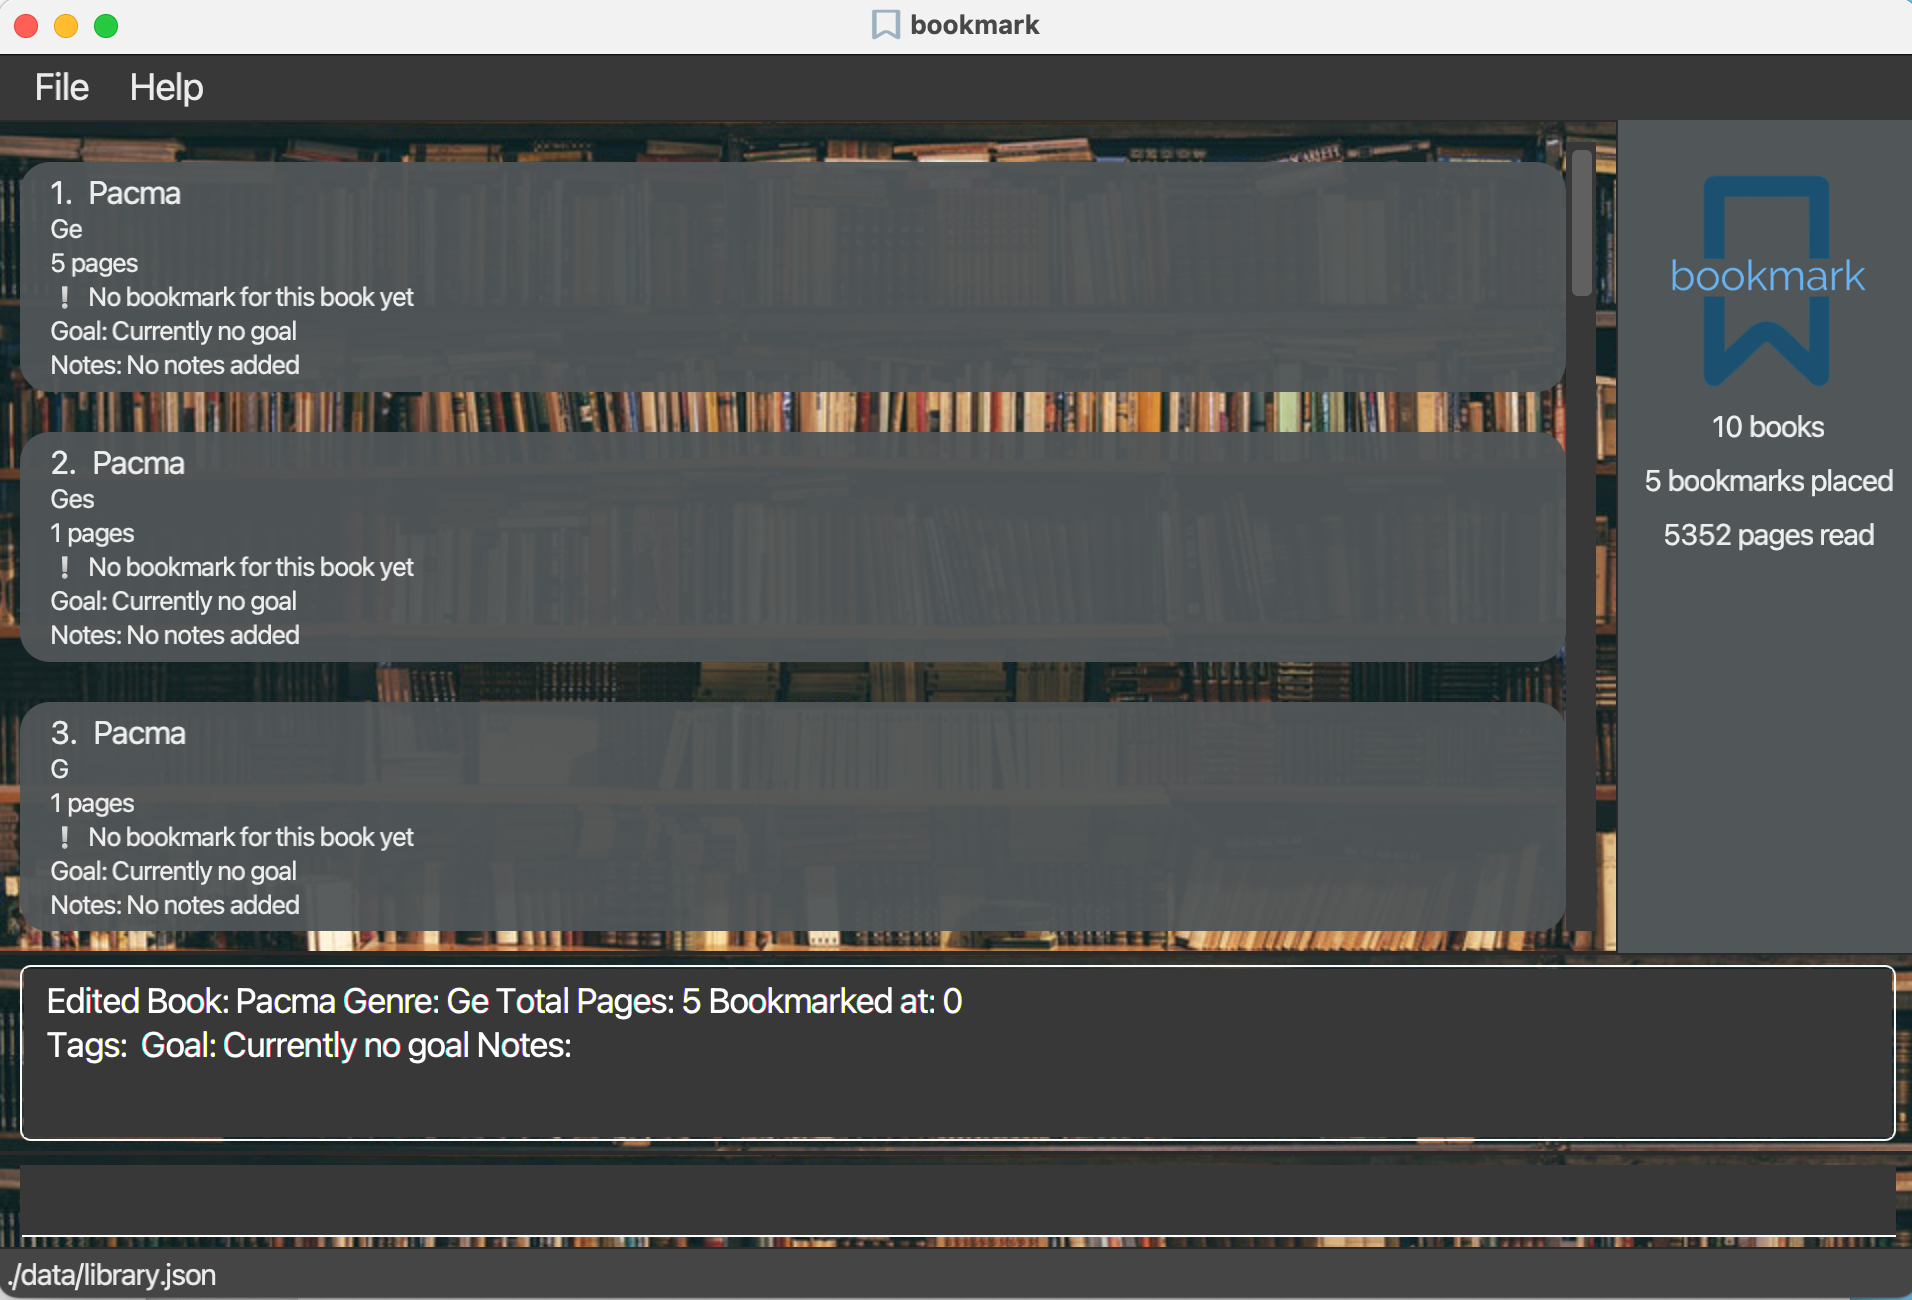 bookmark
File Help
1. Pacma
Ge
5 pages
❗ No bookmark for this book yet
Goal: Currently no goal
Notes: No notes added
2. Pacma
Ges
1 pages
❗ No bookmark for this book yet
Goal: Currently no goal
Notes: No notes added
3. Pacma
G
1 pages
❗ No bookmark for this book yet
Goal: Currently no goal
Notes: No notes added
bookmark
10 books
5 bookmarks placed
5352 pages read
Edited Book: Pacma Genre: Ge Total Pages: 5 Bookmarked at: 0
Tags: Goal: Currently no goal Notes:
./data/library.json